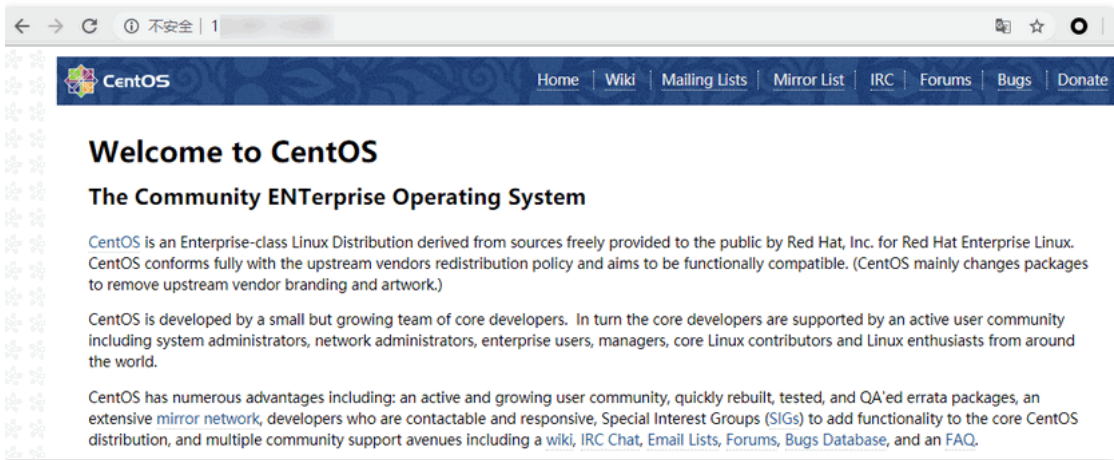 不安全 | 1
CentOS
Home Wiki Mailing Lists Mirror List IRC Forums Bugs Donate
Welcome to CentOS
The Community ENTerprise Operating System
CentOS is an Enterprise-class Linux Distribution derived from sources freely provided to the public by Red Hat, Inc. for Red Hat Enterprise Linux.
CentOS conforms fully with the upstream vendors redistribution policy and aims to be functionally compatible. (CentOS mainly changes packages
to remove upstream vendor branding and artwork.)
CentOS is developed by a small but growing team of core developers.  In turn the core developers are supported by an active user community
including system administrators, network administrators, enterprise users, managers, core Linux contributors and Linux enthusiasts from around
the world.
CentOS has numerous advantages including: an active and growing user community, quickly rebuilt, tested, and QA'ed errata packages, an
extensive mirror network, developers who are contactable and responsive, Special Interest Groups (SIGs) to add functionality to the core CentOS
distribution, and multiple community support avenues including a wiki, IRC Chat, Email Lists, Forums, Bugs Database, and an FAQ.